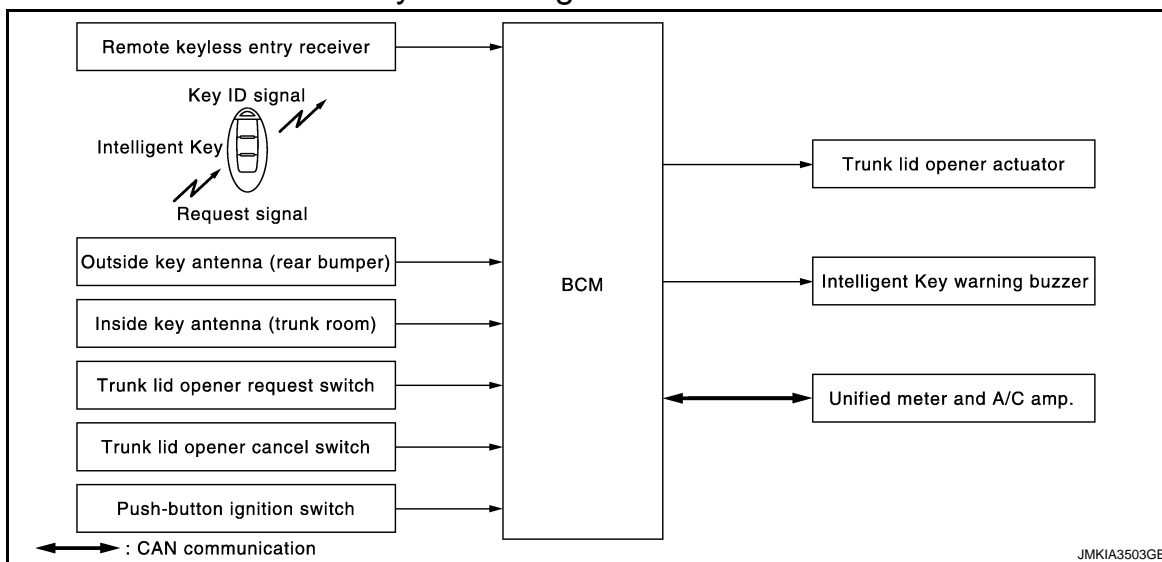 Remote keyless entry receiver
Key ID signal
Intelligent Key
Request signal
Outside key antenna (rear bumper)
Inside key antenna (trunk room)
Trunk lid opener request switch
Trunk lid opener cancel switch
Push-button ignition switch
BCM
Trunk lid opener actuator
Intelligent Key warning buzzer
Unified meter and A/C amp.
: CAN communication
JMKIA3503GB